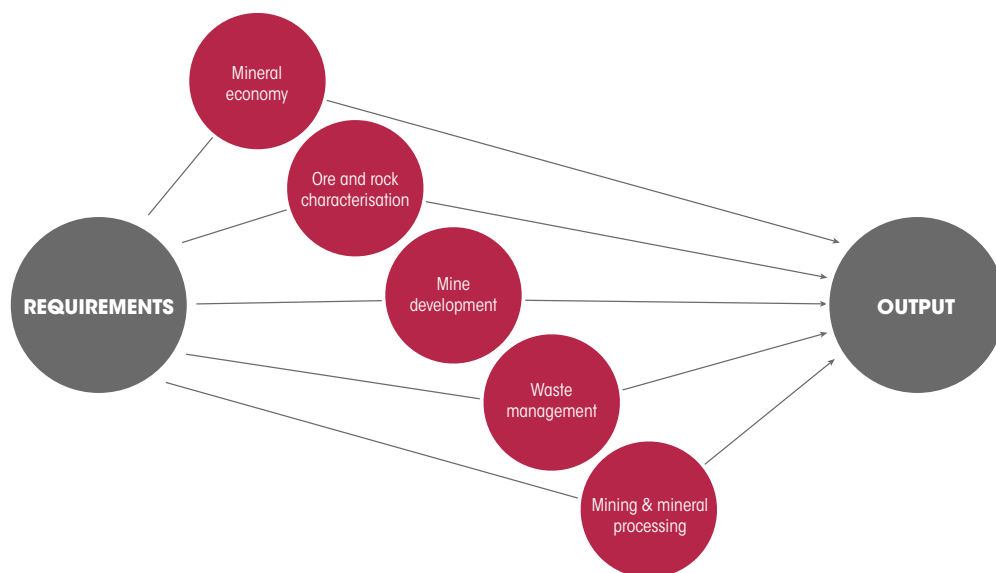 Mineral
economy
Ore and rock
characterisation
REQUIREMENTS
Mine
development
OUTPUT
Waste
management
Mining & mineral
processing